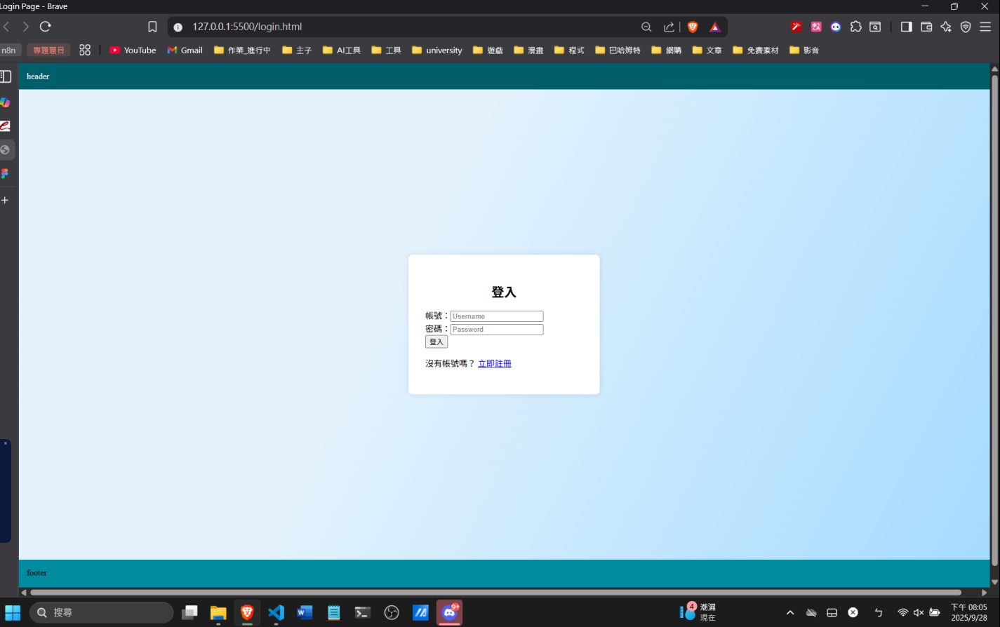 Login Page - Brave
127.0.0.1:5500/login.html
n8n 專題題目 YouTube Gmail 作業_進行中 主子 AI工具 工具 university 遊戲 漫畫 程式 巴哈姆特 網購 文章 免費素材 影音
header
登入
帳號：Username
密碼：Password
登入
沒有帳號嗎？ 立即註冊
footer
搜尋
9+
4
潮濕
現在
下午 08:05
2025/9/28